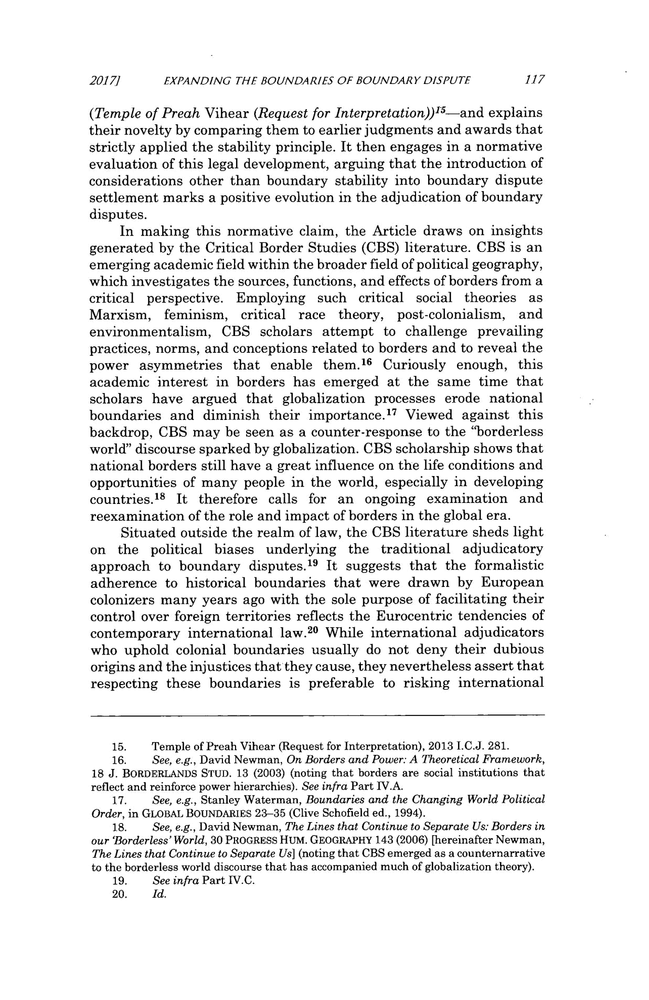 2017] EXPANDING THE BOUNDARIES OF BOUNDARY DISPUTE 117
(Temple of Preah Vihear (Request for Interpretation))15—and explains
their novelty by comparing them to earlier judgments and awards that
strictly applied the stability principle. It then engages in a normative
evaluation of this legal development, arguing that the introduction of
considerations other than boundary stability into boundary dispute
settlement marks a positive evolution in the adjudication of boundary
disputes.
In making this normative claim, the Article draws on insights
generated by the Critical Border Studies (CBS) literature. CBS is an
emerging academic field within the broader field of political geography,
which investigates the sources, functions, and effects of borders from a
critical perspective. Employing such critical social theories as
Marxism, feminism, critical race theory, post-colonialism, and
environmentalism, CBS scholars attempt to challenge prevailing
practices, norms, and conceptions related to borders and to reveal the
power asymmetries that enable them.16 Curiously enough, this
academic interest in borders has emerged at the same time that
scholars have argued that globalization processes erode national
boundaries and diminish their importance.17 Viewed against this
backdrop, CBS may be seen as a counter-response to the “borderless
world” discourse sparked by globalization. CBS scholarship shows that
national borders still have a great influence on the life conditions and
opportunities of many people in the world, especially in developing
countries.18 It therefore calls for an ongoing examination and
reexamination of the role and impact of borders in the global era.
Situated outside the realm of law, the CBS literature sheds light
on the political biases underlying the traditional adjudicatory
approach to boundary disputes.19 It suggests that the formalistic
adherence to historical boundaries that were drawn by European
colonizers many years ago with the sole purpose of facilitating their
control over foreign territories reflects the Eurocentric tendencies of
contemporary international law.20 While international adjudicators
who uphold colonial boundaries usually do not deny their dubious
origins and the injustices that they cause, they nevertheless assert that
respecting these boundaries is preferable to risking international
15. Temple of Preah Vihear (Request for Interpretation), 2013 I.C.J. 281.
16. See, e.g., David Newman, On Borders and Power: A Theoretical Framework,
18 J. BORDERLANDS STUD. 13 (2003) (noting that borders are social institutions that
reflect and reinforce power hierarchies). See infra Part IV.A.
17. See, e.g., Stanley Waterman, Boundaries and the Changing World Political
Order, in GLOBAL BOUNDARIES 23–35 (Clive Schofield ed., 1994).
18. See, e.g., David Newman, The Lines that Continue to Separate Us: Borders in
our ‘Borderless’ World, 30 PROGRESS HUM. GEOGRAPHY 143 (2006) [hereinafter Newman,
The Lines that Continue to Separate Us] (noting that CBS emerged as a counternarrative
to the borderless world discourse that has accompanied much of globalization theory).
19. See infra Part IV.C.
20. Id.